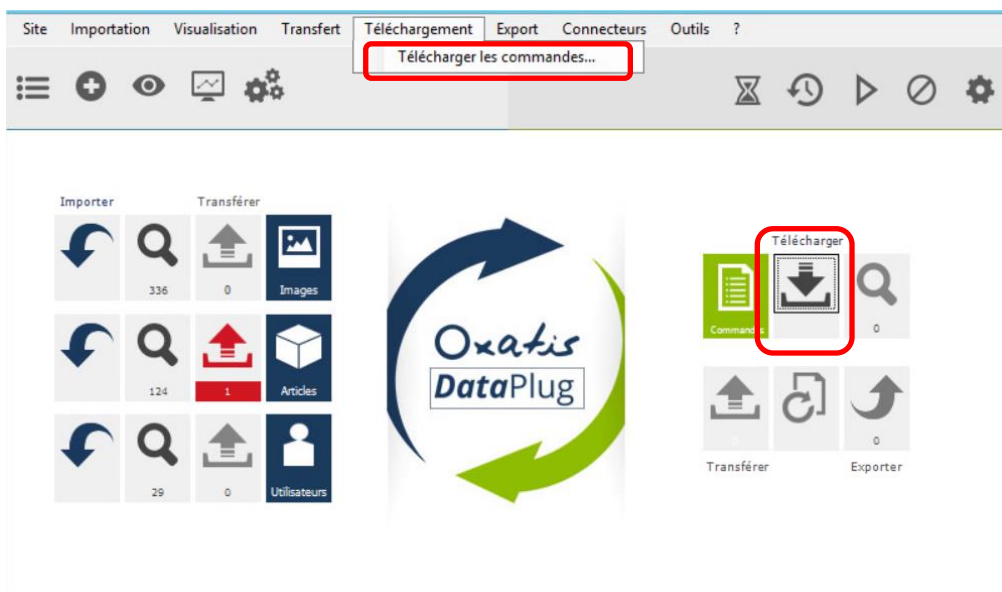 Site Importation Visualisation Transfert Téléchargement Export Connecteurs Outils ?
Télécharger les commandes...
Importer Transférer
336 0 Images
124 1 Articles
29 0 Utilisateurs
Oxatis
DataPlug
Télécharger
Commandes 0
0 0
Transférer Exporter